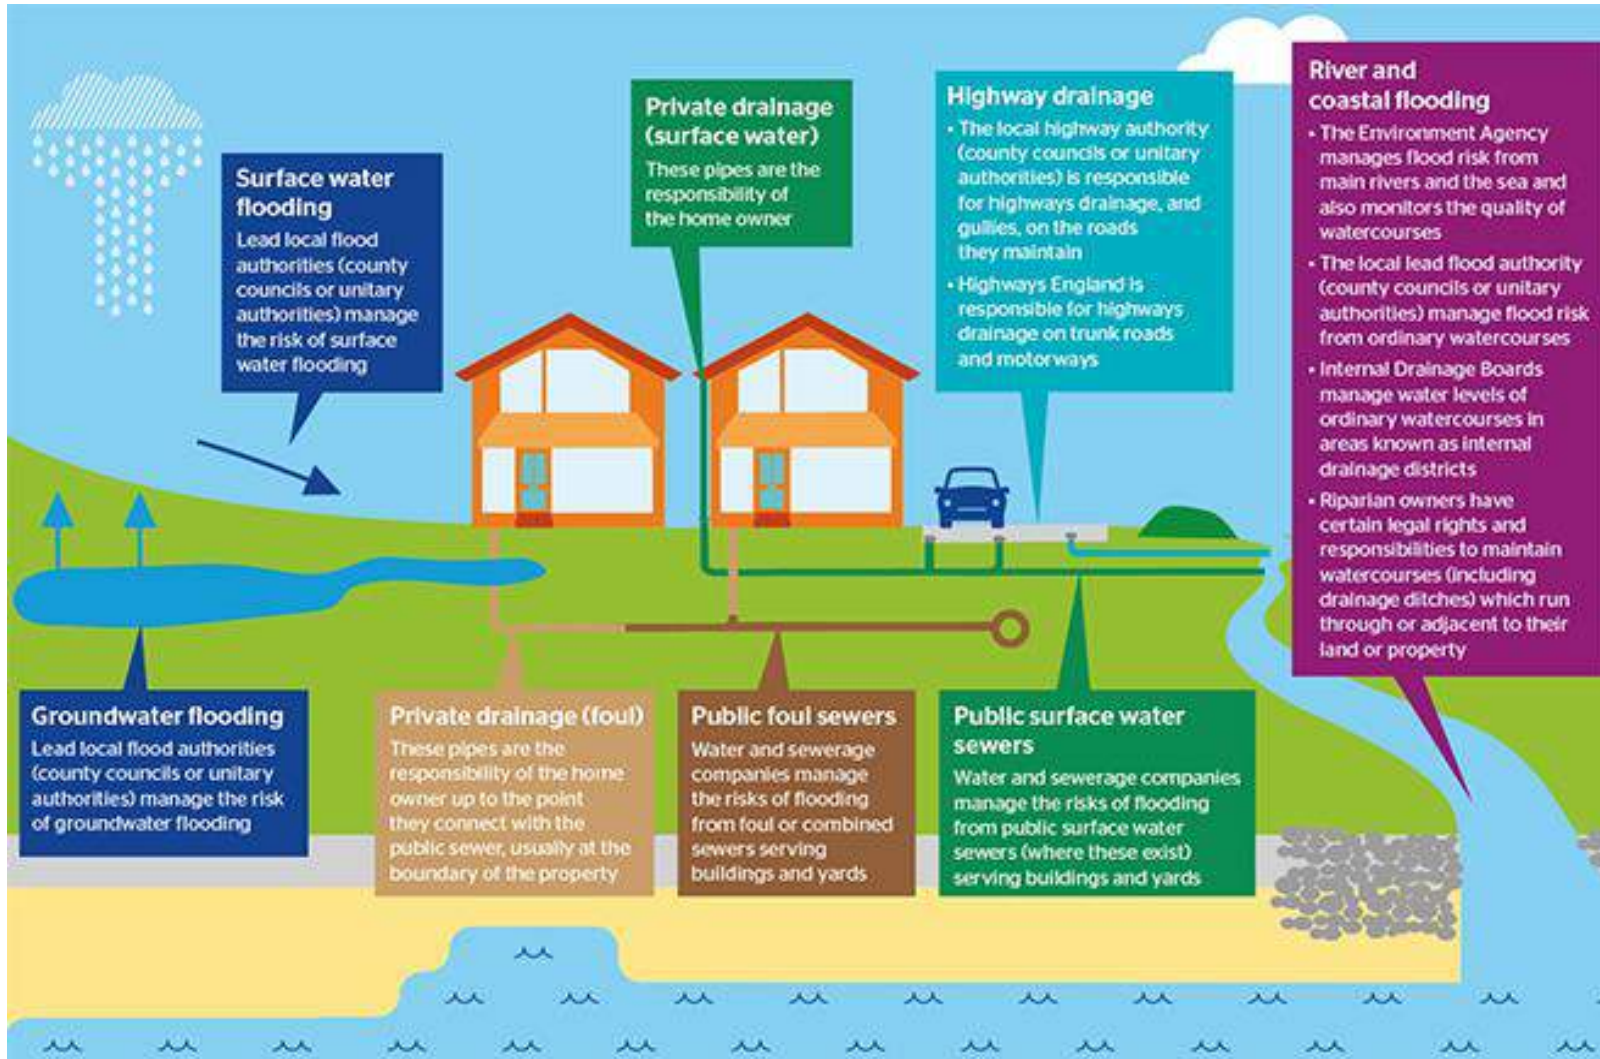 Surface water
flooding
Lead local flood
authorities (county
councils or unitary
authorities) manage
the risk of surface
water flooding
Private drainage
(surface water)
These pipes are the
responsibility of
the home owner
Highway drainage
• The local highway authority
(county councils or unitary
authorities) is responsible
for highways drainage, and
gullies, on the roads
they maintain
• Highways England is
responsible for highways
drainage on trunk roads
and motorways
River and
coastal flooding
• The Environment Agency
manages flood risk from
main rivers and the sea and
also monitors the quality of
watercourses
• The local lead flood authority
(county councils or unitary
authorities) manage flood risk
from ordinary watercourses
• Internal Drainage Boards
manage water levels of
ordinary watercourses in
areas known as internal
drainage districts
• Riparian owners have
certain legal rights and
responsibilities to maintain
watercourses (including
drainage ditches) which run
through or adjacent to their
land or property
Groundwater flooding
Lead local flood authorities
(county councils or unitary
authorities) manage the risk
of groundwater flooding
Private drainage (foul)
These pipes are the
responsibility of the home
owner up to the point
they connect with the
public sewer, usually at the
boundary of the property
Public foul sewers
Water and sewerage
companies manage
the risks of flooding
from foul or combined
sewers serving
buildings and yards
Public surface water
sewers
Water and sewerage companies
manage the risks of flooding
from public surface water
sewers (where these exist)
serving buildings and yards